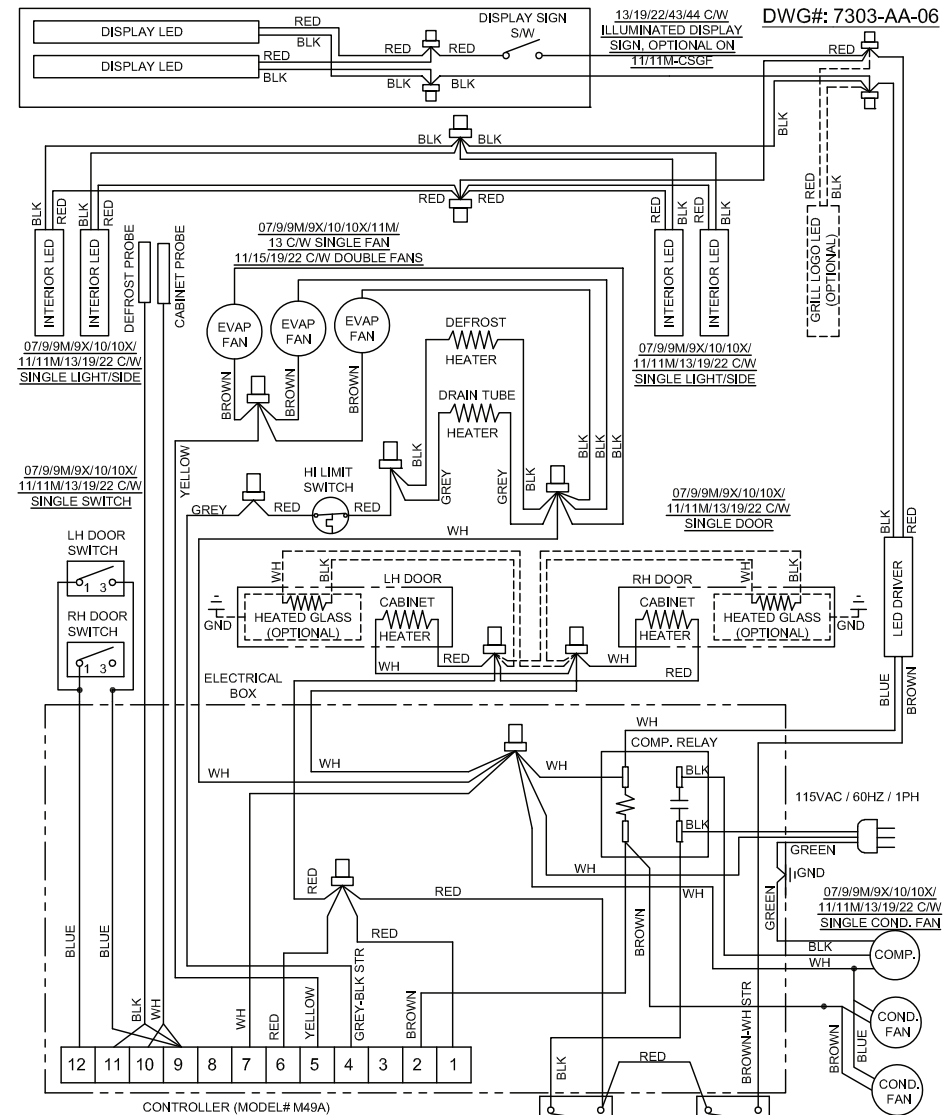 DWG#: 7303-AA-06
DISPLAY LED
DISPLAY LED
RED
BLK
RED
BLK
RED
RED
BLK
BLK
DISPLAY SIGN
S/W
13/19/22/43/44 C/W
ILLUMINATED DISPLAY
SIGN, OPTIONAL ON
11/11M-CSGF
RED
BLK
BLK
BLK
RED
RED
BLK
RED
BLK
RED
BLK
RED
RED
BLK
RED
BLK
RED
BLK
INTERIOR LED
INTERIOR LED
DEFROST PROBE
CABINET PROBE
INTERIOR LED
INTERIOR LED
GRILL LOGO LED
(OPTIONAL)
07/9/9M/9X/10/10X/11M/
13 C/W SINGLE FAN
11/15/19/22 C/W DOUBLE FANS
EVAP
FAN
EVAP
FAN
EVAP
FAN
DEFROST
HEATER
DRAIN TUBE
HEATER
07/9/9M/9X/10/10X/
11/11M/13/19/22 C/W
SINGLE LIGHT/SIDE
07/9/9M/9X/10/10X/
11/11M/13/19/22 C/W
SINGLE LIGHT/SIDE
BROWN
BROWN
BROWN
YELLOW
BLK
GREY
GREY
BLK
BLK
BLK
BLK
07/9/9M/9X/10/10X/
11/11M/13/19/22 C/W
SINGLE SWITCH
HI LIMIT
SWITCH
GREY
RED
RED
WH
07/9/9M/9X/10/10X/
11/11M/13/19/22 C/W
SINGLE DOOR
BLK
RED
LED DRIVER
BLUE
BROWN
LH DOOR
SWITCH
1 3
RH DOOR
SWITCH
1 3
WH
BLK
LH DOOR
GND
HEATED GLASS
(OPTIONAL)
CABINET
HEATER
RED
WH
RH DOOR
WH
BLK
CABINET
HEATER
HEATED GLASS
(OPTIONAL)
GND
WH
RED
ELECTRICAL
BOX
WH
COMP. RELAY
WH
WH
WH
BLK
BLK
115VAC / 60HZ / 1PH
GREEN
GND
WH
WH
GREEN
07/9/9M/9X/10/10X/
11/11M/13/19/22 C/W
SINGLE COND. FAN
BLK
WH
COMP.
COND.
FAN
COND.
FAN
BROWN
BLUE
RED
RED
RED
BROWN
BLUE
BLUE
BLK
WH
WH
RED
YELLOW
GREY-BLK STR
BROWN
BLK
RED
BROWN-WH STR
12 11 10 9 8 7 6 5 4 3 2 1
CONTROLLER (MODEL# M49A)